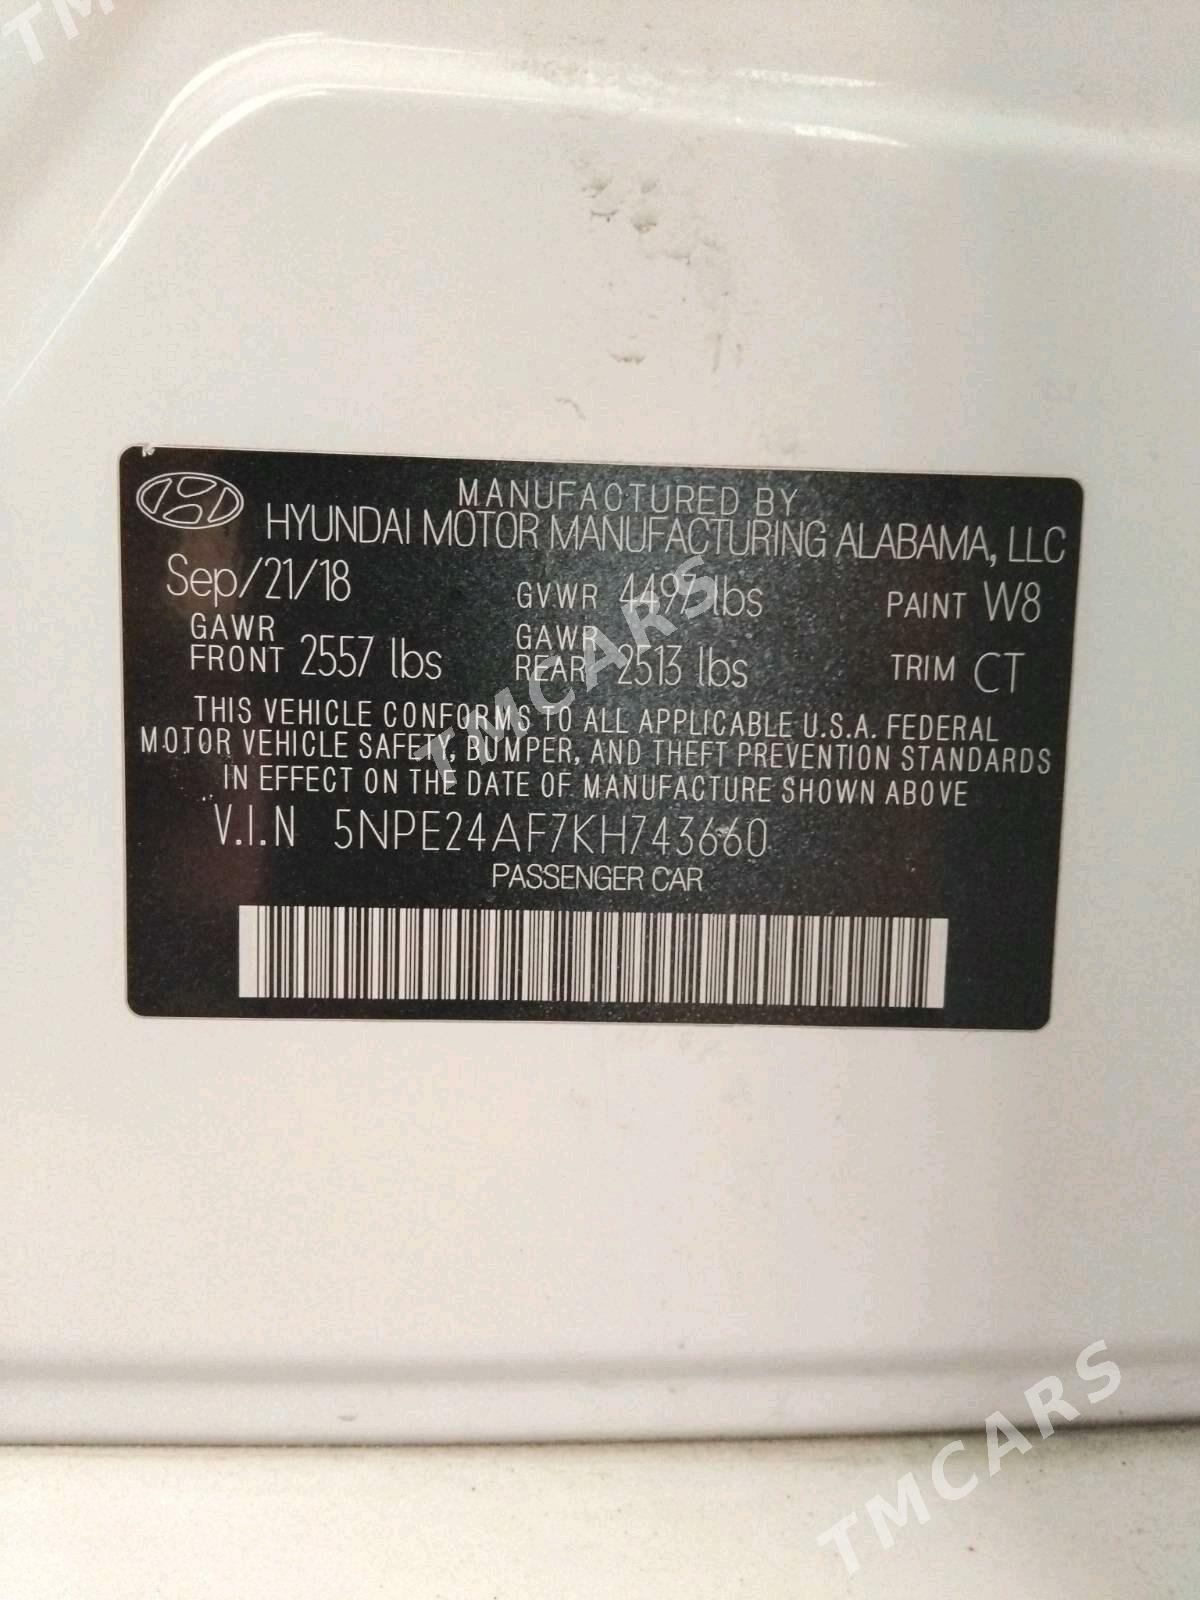 TM
MANUFACTURED BY
HYUNDAI MOTOR MANUFACTURING ALABAMA, LLC
Sep/21/18 GVWR 4497 lbs PAINT W8
GAWR FRONT 2557 lbs GAWR REAR 2513 lbs TRIM CT
THIS VEHICLE CONFORMS TO ALL APPLICABLE U.S.A. FEDERAL
MOTOR VEHICLE SAFETY, BUMPER, AND THEFT PREVENTION STANDARDS
IN EFFECT ON THE DATE OF MANUFACTURE SHOWN ABOVE
V.I.N 5NPE24AF7KH743660
PASSENGER CAR
TMCARS
TMCARS